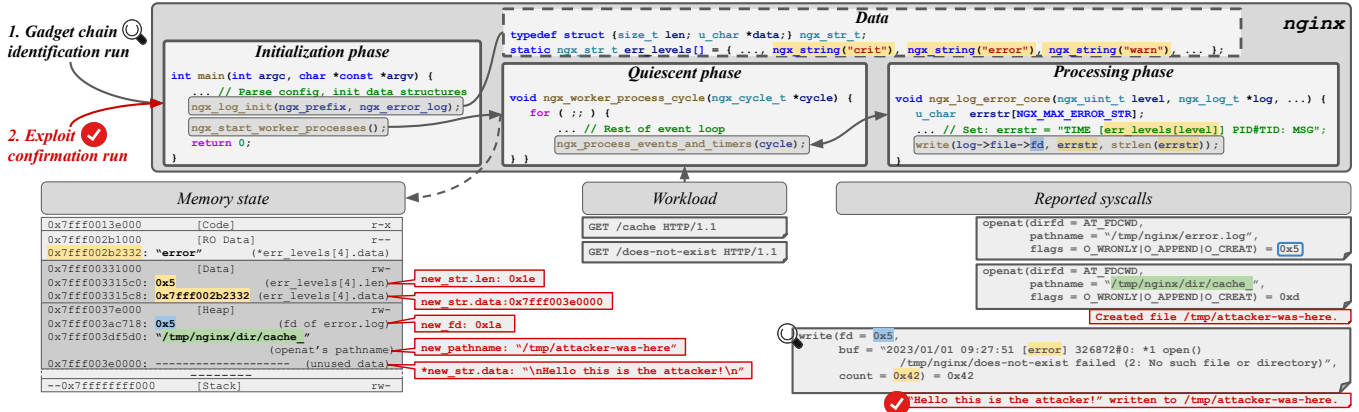 1. Gadget chain
identification run
2. Exploit
confirmation run
nginx
Data
typedef struct {size_t len; u_char *data;} ngx_str_t;
static ngx_str_t err_levels[] = { ..., ngx_string("crit"), ngx_string("error"), ngx_string("warn"), ... };
Initialization phase
int main(int argc, char *const *argv) {
... // Parse config, init data structures
ngx_log_init(ngx_prefix, ngx_error_log);
ngx_start_worker_processes();
return 0;
}
Quiescent phase
void ngx_worker_process_cycle(ngx_cycle_t *cycle) {
for ( ;; ) {
... // Rest of event loop
ngx_process_events_and_timers(cycle);
} }
Processing phase
void ngx_log_error_core(ngx_uint_t level, ngx_log_t *log, ...) {
u_char errstr[NGX_MAX_ERROR_STR];
... // Set: errstr = "TIME [err_levels[level]] PID#TID: MSG";
write(log->file->fd, errstr, strlen(errstr));
}
Memory state
0x7fff0013e000 [Code] r-x
0x7fff002b1000 [RO Data] r--
0x7fff002b2332: “error” (*err_levels[4].data)
0x7fff00331000 [Data] rw-
0x7fff003315c0: 0x5 (err_levels[4].len)
0x7fff003315c8: 0x7fff002b2332 (err_levels[4].data)
0x7fff0037e000 [Heap] rw-
0x7fff003ac718: 0x5 (fd of error.log)
0x7fff003df5d0: “/tmp/nginx/dir/cache_”
(openat's pathname)
0x7fff003e0000: ------------------ (unused data)
--------
--0x7ffffffff000 [Stack] rw-
new_str.len: 0x1e
new_str.data:0x7fff003e0000
new_fd: 0x1a
new_pathname: “/tmp/attacker-was-here”
*new_str.data: “\nHello this is the attacker!\n”
Workload
GET /cache HTTP/1.1
GET /does-not-exist HTTP/1.1
Reported syscalls
openat(dirfd = AT_FDCWD,
pathname = “/tmp/nginx/error.log”,
flags = O_WRONLY|O_APPEND|O_CREAT) = 0x5
openat(dirfd = AT_FDCWD,
pathname = “/tmp/nginx/dir/cache_”,
flags = O_WRONLY|O_APPEND|O_CREAT) = 0xd
Created file /tmp/attacker-was-here.
write(fd = 0x5,
buf = “2023/01/01 09:27:51 [error] 326872#0: *1 open()
/tmp/nginx/does-not-exist failed (2: No such file or directory)”,
count = 0x42) = 0x42
“Hello this is the attacker!” written to /tmp/attacker-was-here.